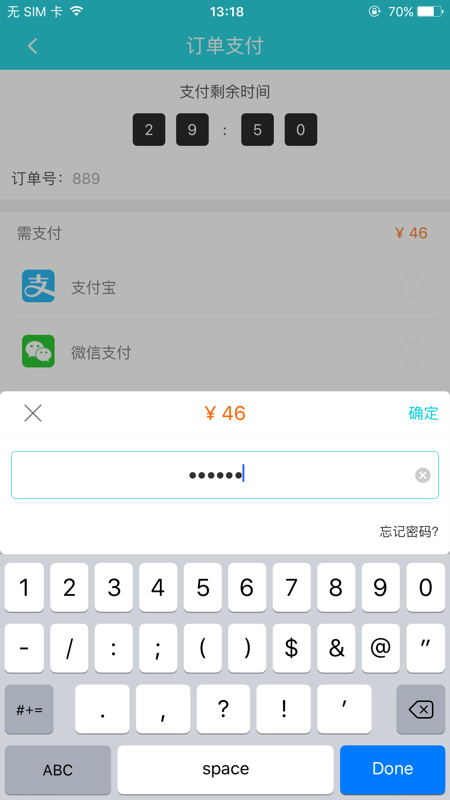 无 SIM 卡 13:18 70%
订单支付
支付剩余时间
2 9 : 5 0
订单号: 889
需支付 ¥ 46
支付宝
微信支付
¥ 46 确定
••••••
忘记密码?
1 2 3 4 5 6 7 8 9 0
- / : ; ( ) $ & @ "
#+= . , ? ! '
ABC space Done